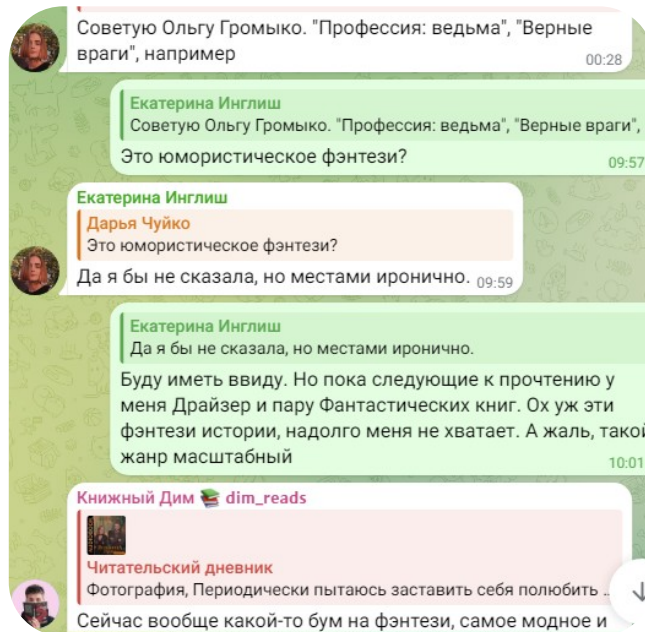 Советую Ольгу Громыко. "Профессия: ведьма", "Верные
враги", например
00:28
Екатерина Инглиш
Советую Ольгу Громыко. "Профессия: ведьма", "Верные враги",
Это юмористическое фэнтези?
09:57
Екатерина Инглиш
Дарья Чуйко
Это юмористическое фэнтези?
Да я бы не сказала, но местами иронично. 09:59
Екатерина Инглиш
Да я бы не сказала, но местами иронично.
Буду иметь ввиду. Но пока следующие к прочтению у
меня Драйзер и пару Фантастических книг. Ох уж эти
фэнтези истории, надолго меня не хватает. А жаль, такой
жанр масштабный
10:01
Книжный Дим 📚 dim_reads
Читательский дневник
Фотография, Периодически пытаюсь заставить себя полюбить ..
Сейчас вообще какой-то бум на фэнтези, самое модное и